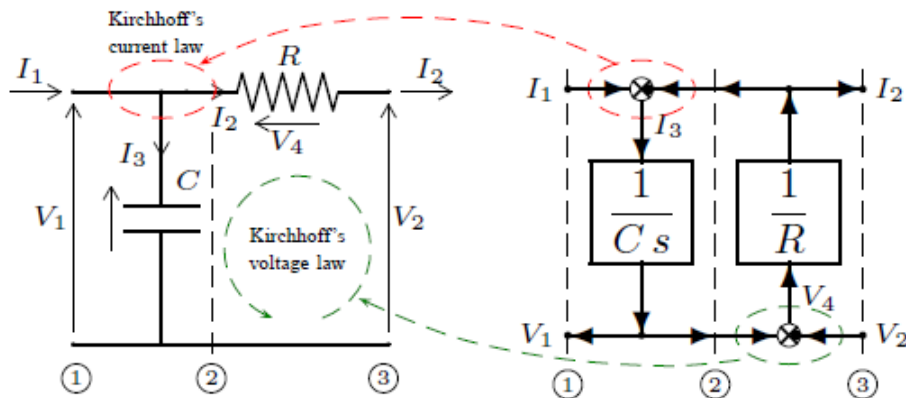 Kirchhoff's
current law
I₁
R
I₂
I₂
V₄
I₃
C
V₁
V₂
Kirchhoff's
voltage law
1
2
3
I₁
I₂
I₃
1
C s
1
R
V₄
V₁
V₂
1
2
3